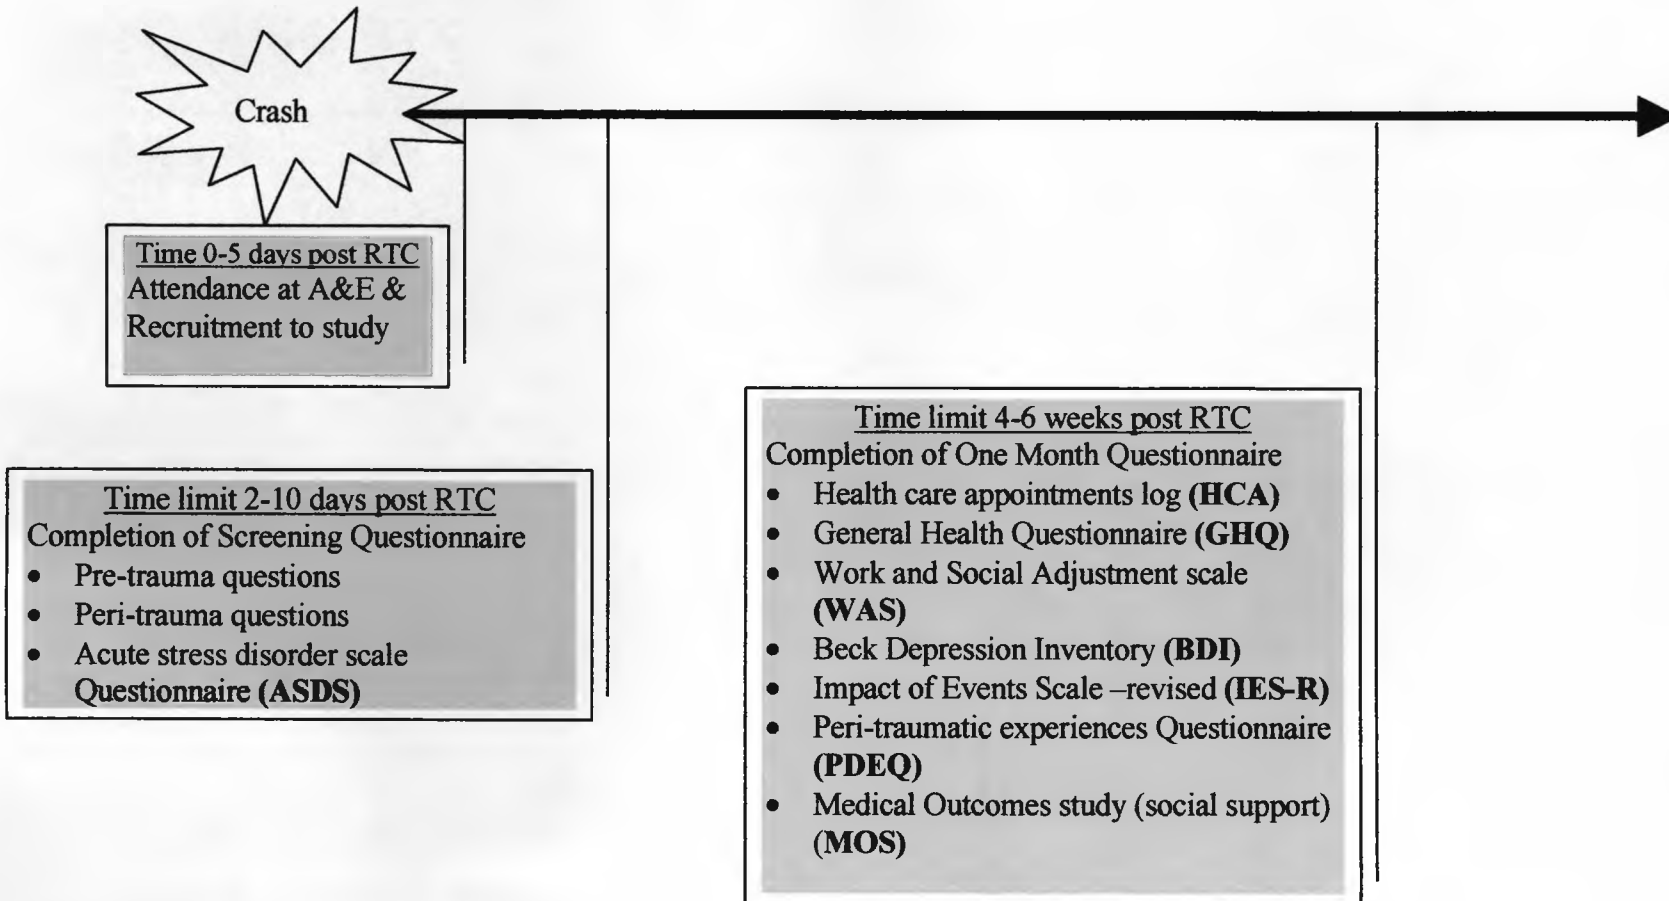 Crash
Time 0-5 days post RTC
Attendance at A&E &
Recruitment to study
Time limit 2-10 days post RTC
Completion of Screening Questionnaire
• Pre-trauma questions
• Peri-trauma questions
• Acute stress disorder scale
Questionnaire (ASDS)
Time limit 4-6 weeks post RTC
Completion of One Month Questionnaire
• Health care appointments log (HCA)
• General Health Questionnaire (GHQ)
• Work and Social Adjustment scale
(WAS)
• Beck Depression Inventory (BDI)
• Impact of Events Scale –revised (IES-R)
• Peri-traumatic experiences Questionnaire
(PDEQ)
• Medical Outcomes study (social support)
(MOS)